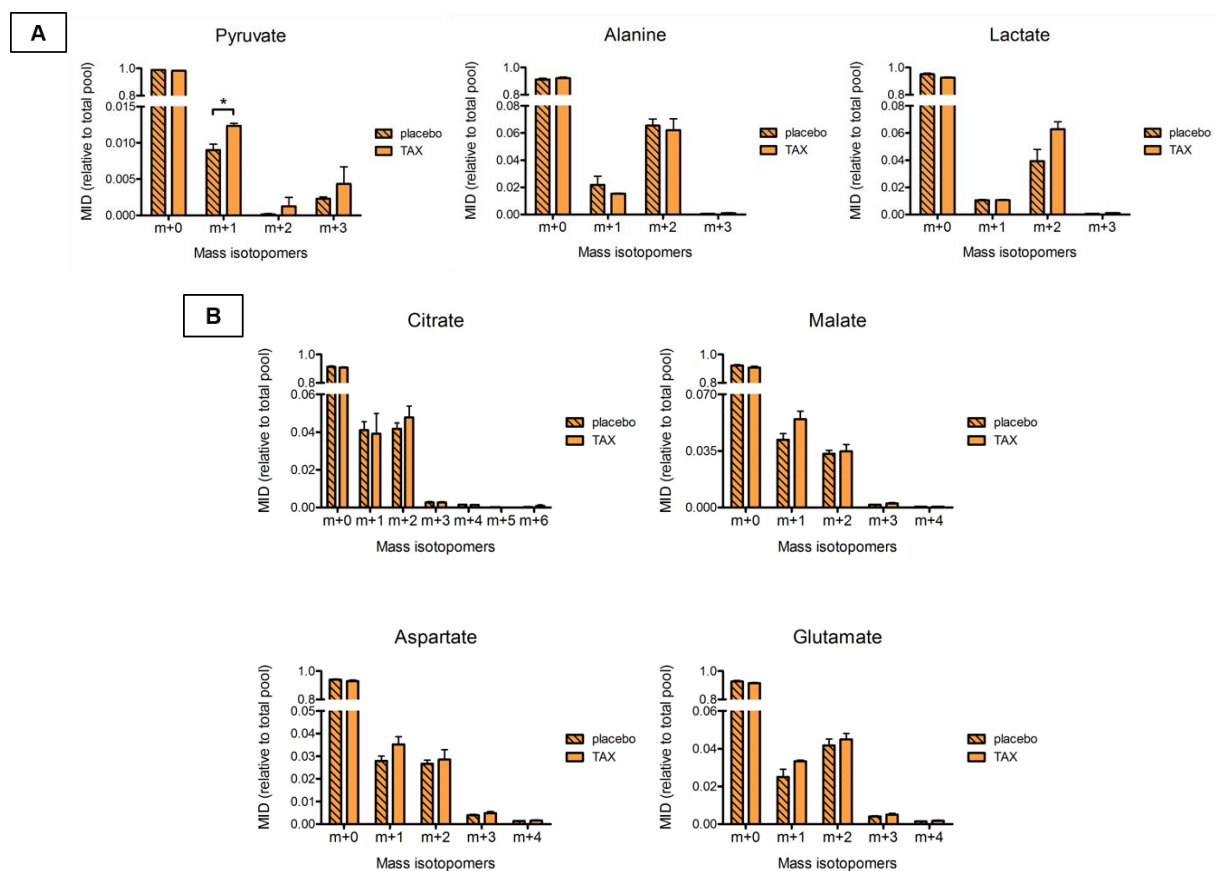 A
Pyruvate
MID (relative to total pool)
1.0
0.8
0.015
0.010
0.005
0.000
*
m+0 m+1 m+2 m+3
Mass isotopomers
placebo
TAX
Alanine
MID (relative to total pool)
1.0
0.8
0.08
0.06
0.04
0.02
0.00
m+0 m+1 m+2 m+3
Mass isotopomers
placebo
TAX
Lactate
MID (relative to total pool)
1.0
0.8
0.08
0.06
0.04
0.02
0.00
m+0 m+1 m+2 m+3
Mass isotopomers
placebo
TAX
B
Citrate
MID (relative to total pool)
1.0
0.8
0.06
0.04
0.02
0.00
m+0 m+1 m+2 m+3 m+4 m+5 m+6
Mass isotopomers
placebo
TAX
Malate
MID (relative to total pool)
1.0
0.8
0.070
0.035
0.000
m+0 m+1 m+2 m+3 m+4
Mass isotopomers
placebo
TAX
Aspartate
MID (relative to total pool)
1.0
0.8
0.05
0.04
0.03
0.02
0.01
0.00
m+0 m+1 m+2 m+3 m+4
Mass isotopomers
placebo
TAX
Glutamate
MID (relative to total pool)
1.0
0.8
0.06
0.04
0.02
0.00
m+0 m+1 m+2 m+3 m+4
Mass isotopomers
placebo
TAX